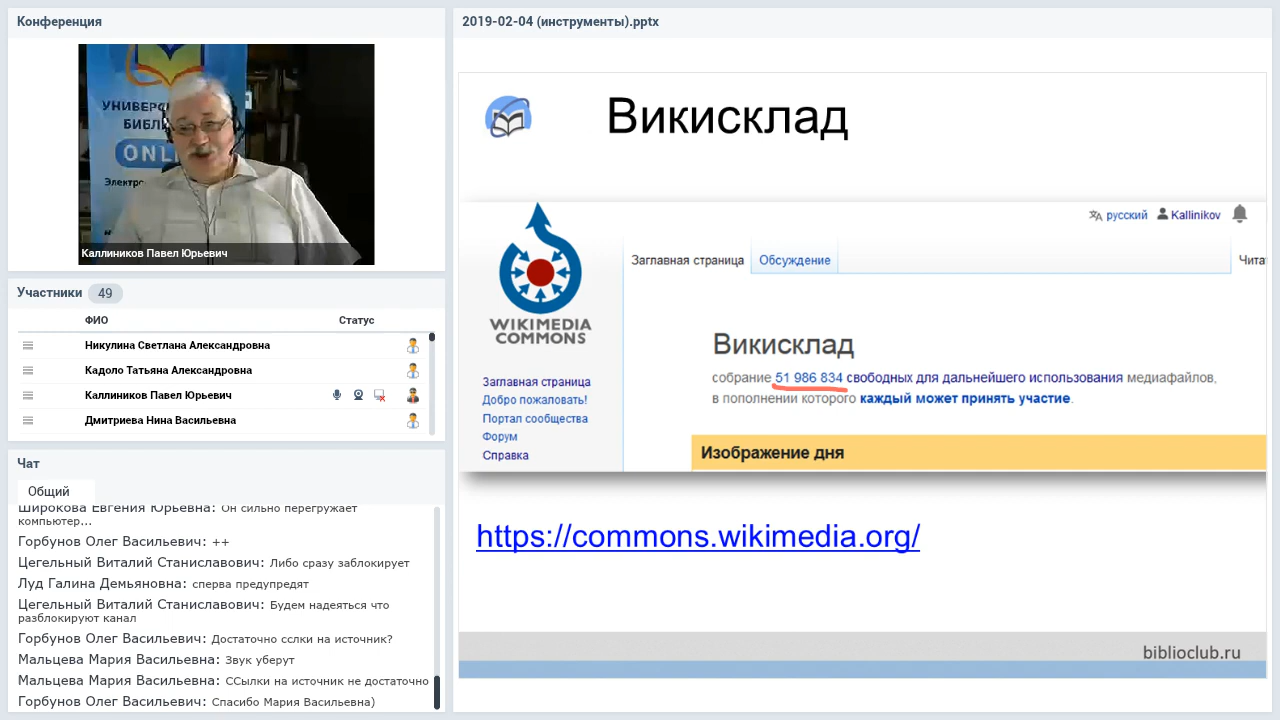 Конференция
УНИВЕР
БИБЛ
ONL
Электро
Каллиников Павел Юрьевич
Участники 49
ФИО Статус
Никулина Светлана Александровна
Кадоло Татьяна Александровна
Каллиников Павел Юрьевич
Дмитриева Нина Васильевна
Чат
Общий
Широкова Евгения Юрьевна: Он сильно перегружает
компьютер...
Горбунов Олег Васильевич: ++
Цегельный Виталий Станиславович: Либо сразу заблокирует
Луд Галина Демьяновна: сперва предупредят
Цегельный Виталий Станиславович: Будем надеяться что
разблокируют канал
Горбунов Олег Васильевич: Достаточно сслки на источник?
Мальцева Мария Васильевна: Звук уберут
Мальцева Мария Васильевна: ССылки на источник не достаточно
Горбунов Олег Васильевич: Спасибо Мария Васильевна)
2019-02-04 (инструменты).pptx
Викисклад
русский Kallinikov
WIKIMEDIA
COMMONS
Заглавная страница Обсуждение Чита
Викисклад
собрание 51 986 834 свободных для дальнейшего использования медиафайлов,
в пополнении которого каждый может принять участие.
Заглавная страница
Добро пожаловать!
Портал сообщества
Форум
Справка
Изображение дня
https://commons.wikimedia.org/
biblioclub.ru